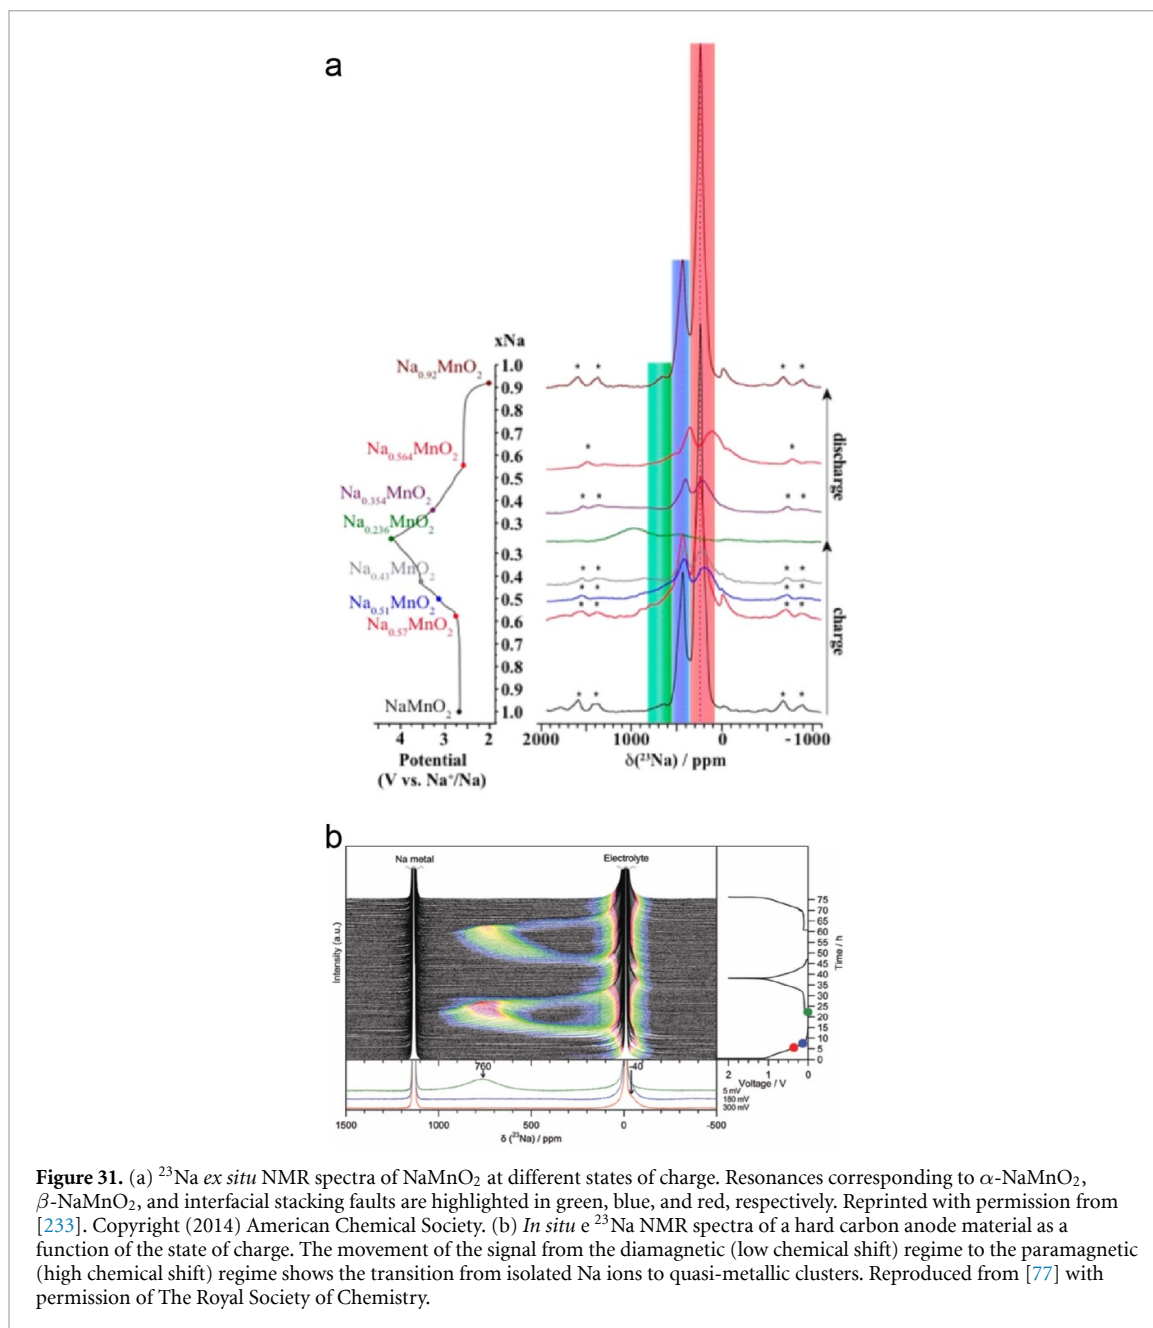 a
xNa
Na0.92MnO2
Na0.564MnO2
Na0.354MnO2
Na0.236MnO2
Na0.43MnO2
Na0.51MnO2
Na0.57MnO2
NaMnO2
1.0
0.9
0.8
0.7
0.6
0.5
0.4
0.3
0.3
0.4
0.5
0.6
0.7
0.8
0.9
1.0
* * * *
* *
* * * *
* * * *
* * * *
* * * *
* * * *
discharge
charge
4 3 2
Potential
(V vs. Na⁺/Na)
2000 1000 0 -1000
δ(²³Na) / ppm
b
Na metal
Electrolyte
Intensity (a.u.)
75
70
65
60
55
50
45
40
35
30
25
20
15
10
5
0
Time / h
2 1 0
Voltage / V
760
-40
5 mV
180 mV
300 mV
1500 1000 500 0 -500
δ (²³Na) / ppm
Figure 31. (a) ²³Na ex situ NMR spectra of NaMnO₂ at different states of charge. Resonances corresponding to α-NaMnO₂,
β-NaMnO₂, and interfacial stacking faults are highlighted in green, blue, and red, respectively. Reprinted with permission from
[233]. Copyright (2014) American Chemical Society. (b) In situ e ²³Na NMR spectra of a hard carbon anode material as a
function of the state of charge. The movement of the signal from the diamagnetic (low chemical shift) regime to the paramagnetic
(high chemical shift) regime shows the transition from isolated Na ions to quasi-metallic clusters. Reproduced from [77] with
permission of The Royal Society of Chemistry.